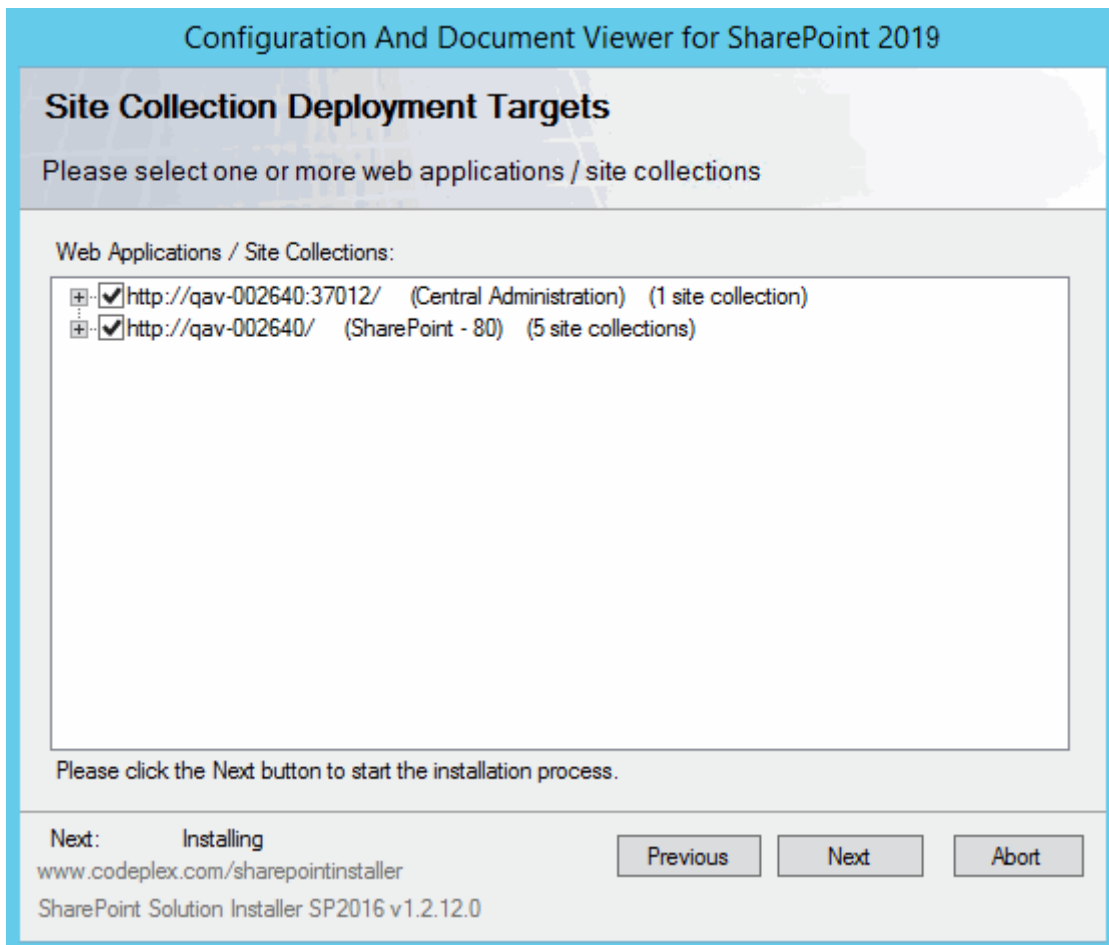 Configuration And Document Viewer for SharePoint 2019
Site Collection Deployment Targets
Please select one or more web applications / site collections
Web Applications / Site Collections:
http://qav-002640:37012/ (Central Administration) (1 site collection)
http://qav-002640/ (SharePoint - 80) (5 site collections)
Please click the Next button to start the installation process.
Next: Installing
www.codeplex.com/sharepointinstaller
SharePoint Solution Installer SP2016 v1.2.12.0
Previous Next Abort